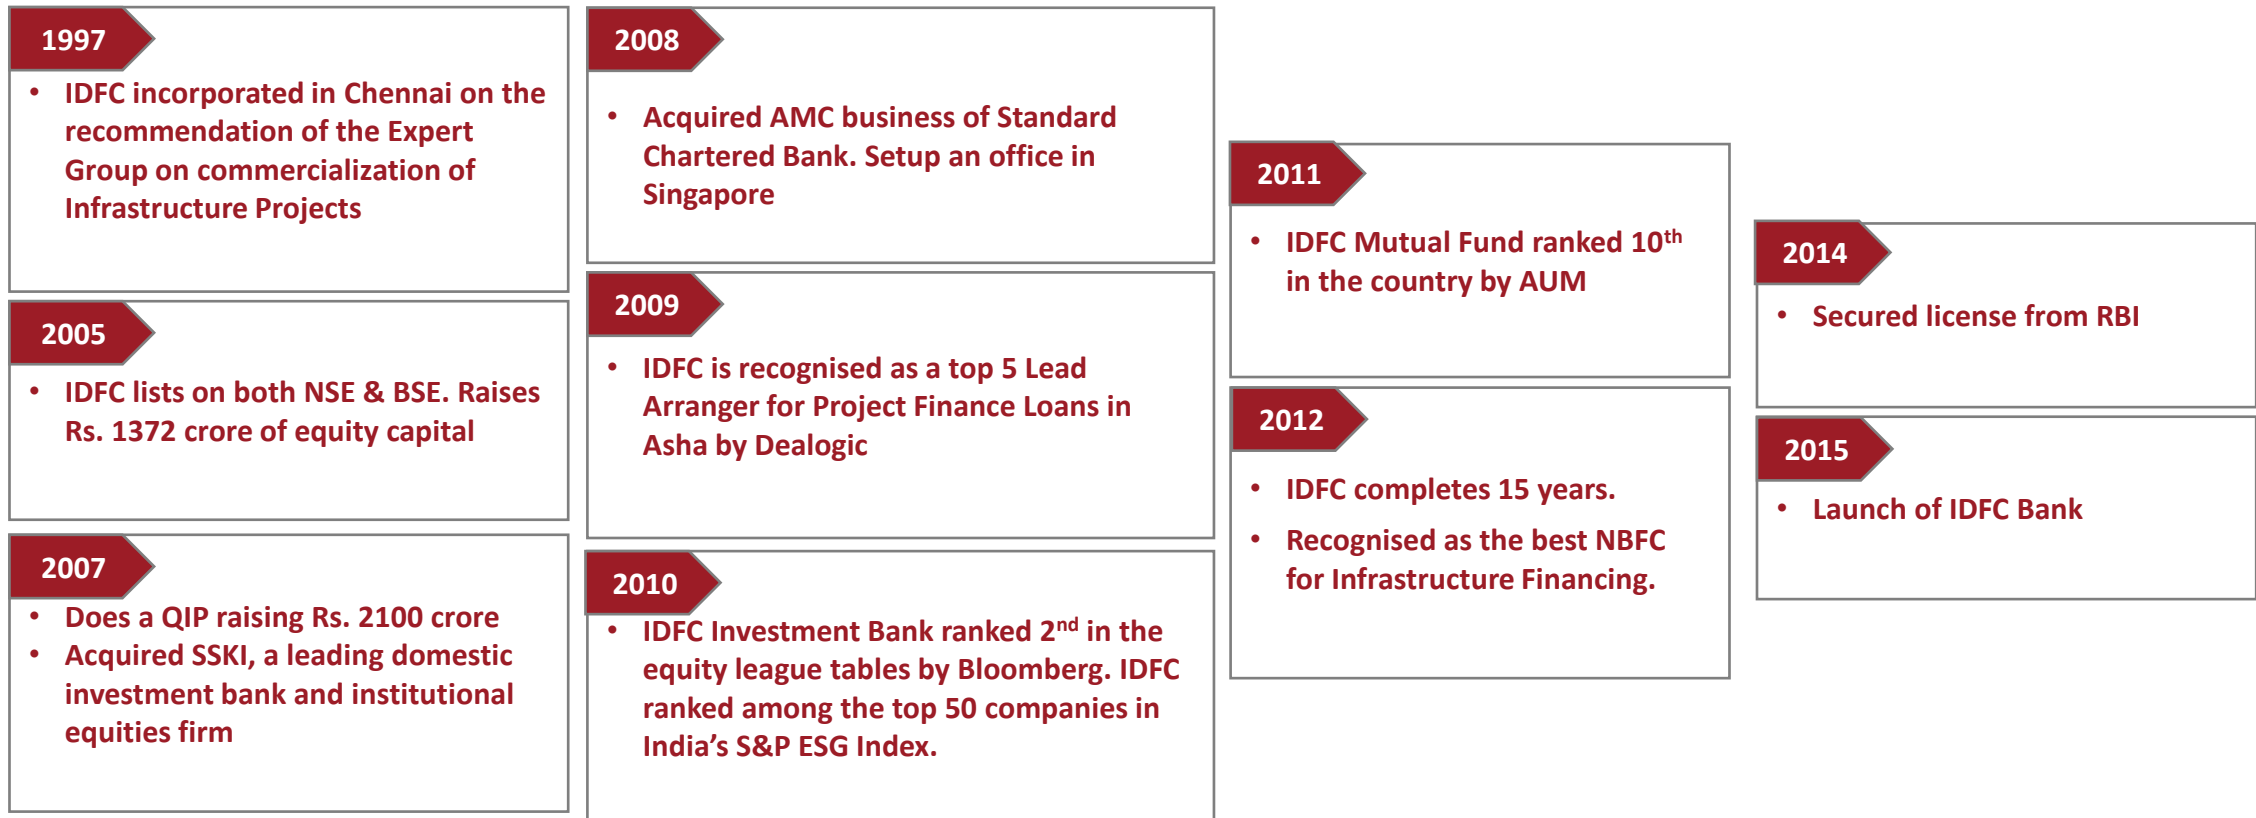 1997
• IDFC incorporated in Chennai on the
recommendation of the Expert
Group on commercialization of
Infrastructure Projects
2005
• IDFC lists on both NSE & BSE. Raises
Rs. 1372 crore of equity capital
2007
• Does a QIP raising Rs. 2100 crore
• Acquired SSKI, a leading domestic
investment bank and institutional
equities firm
2008
• Acquired AMC business of Standard
Chartered Bank. Setup an office in
Singapore
2009
• IDFC is recognised as a top 5 Lead
Arranger for Project Finance Loans in
Asha by Dealogic
2010
• IDFC Investment Bank ranked 2nd in the
equity league tables by Bloomberg. IDFC
ranked among the top 50 companies in
India’s S&P ESG Index.
2011
• IDFC Mutual Fund ranked 10th
in the country by AUM
2012
• IDFC completes 15 years.
• Recognised as the best NBFC
for Infrastructure Financing.
2014
• Secured license from RBI
2015
• Launch of IDFC Bank